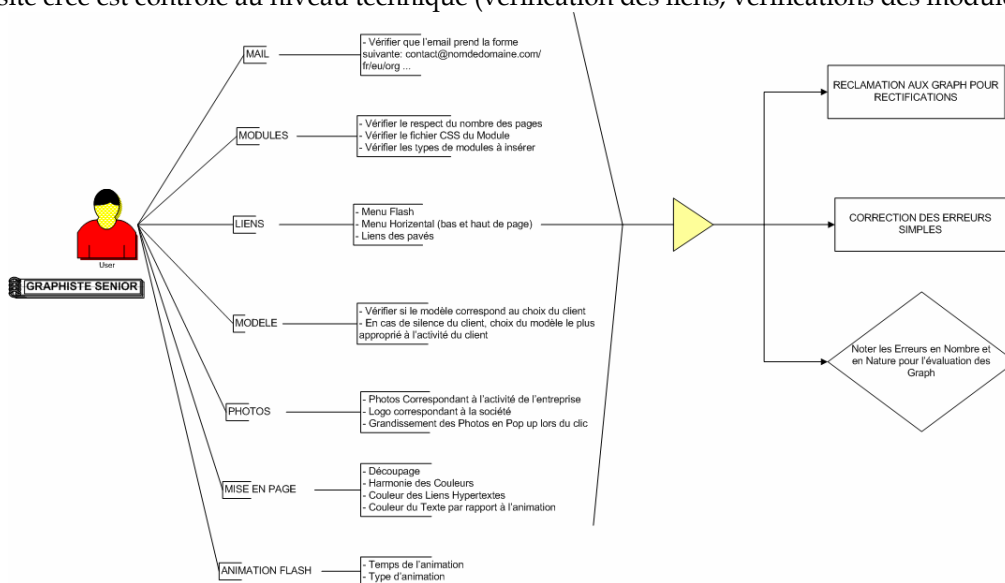 site créé est contrôlé au niveau technique (vérification des liens, vérifications des module
MAIL
- Vérifier que l'email prend la forme
suivante: contact@nomdedomaine.com/
fr/eu/org ...
MODULES
- Vérifier le respect du nombre des pages
- Vérifier le fichier CSS du Module
- Vérifier les types de modules à insérer
LIENS
- Menu Flash
- Menu Horizental (bas et haut de page)
- Liens des pavés
User
GRAPHISTE SENIOR
MODELE
- Vérifier si le modèle correspond au choix du client
- En cas de silence du client, choix du modèle le plus
approprié à l'activité du client
PHOTOS
- Photos Correspondant à l'activité de l'entreprise
- Logo correspondant à la société
- Grandissement des Photos en Pop up lors du clic
MISE EN PAGE
- Découpage
- Harmonie des Couleurs
- Couleur des Liens Hypertextes
- Couleur du Texte par rapport à l'animation
ANIMATION FLASH
- Temps de l'animation
- Type d'animation
RECLAMATION AUX GRAPH POUR
RECTIFICATIONS
CORRECTION DES ERREURS
SIMPLES
Noter les Erreurs en Nombre et
en Nature pour l'évaluation des
Graph